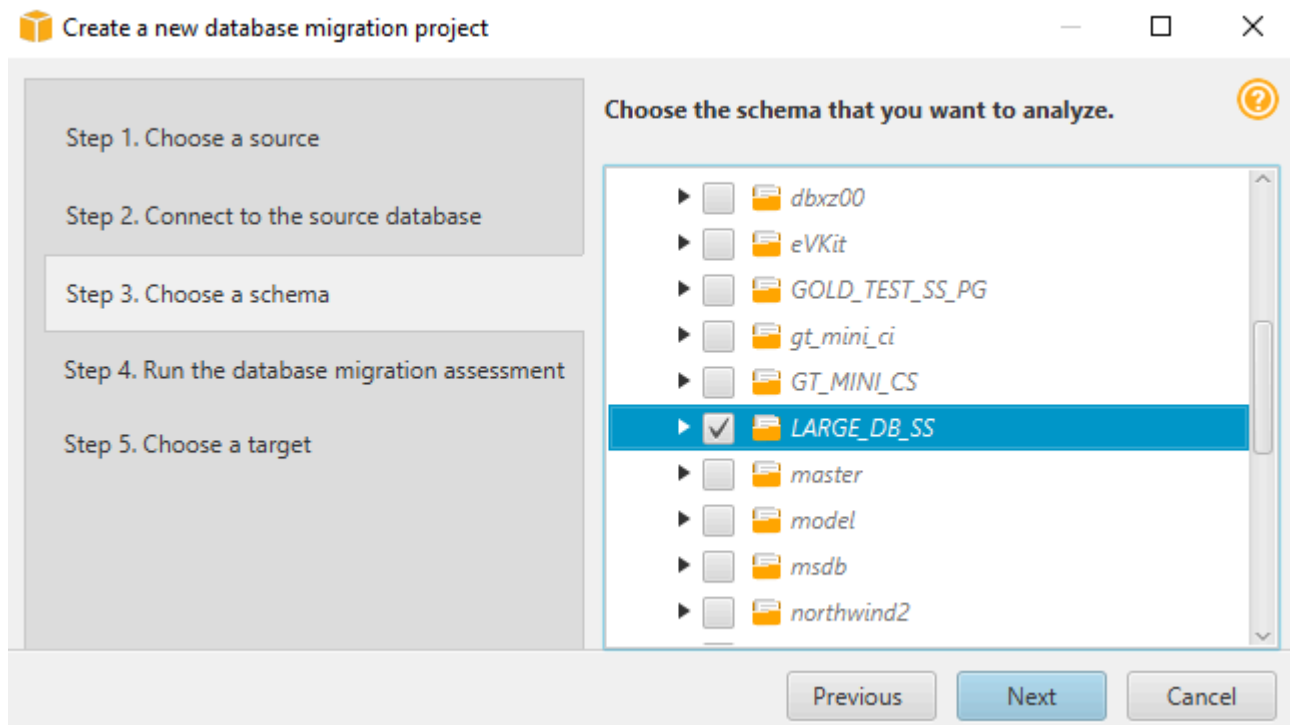 Create a new database migration project
Step 1. Choose a source
Step 2. Connect to the source database
Step 3. Choose a schema
Step 4. Run the database migration assessment
Step 5. Choose a target
Choose the schema that you want to analyze.
?
dbxz00
eVKit
GOLD_TEST_SS_PG
gt_mini_ci
GT_MINI_CS
LARGE_DB_SS
master
model
msdb
northwind2
Previous
Next
Cancel